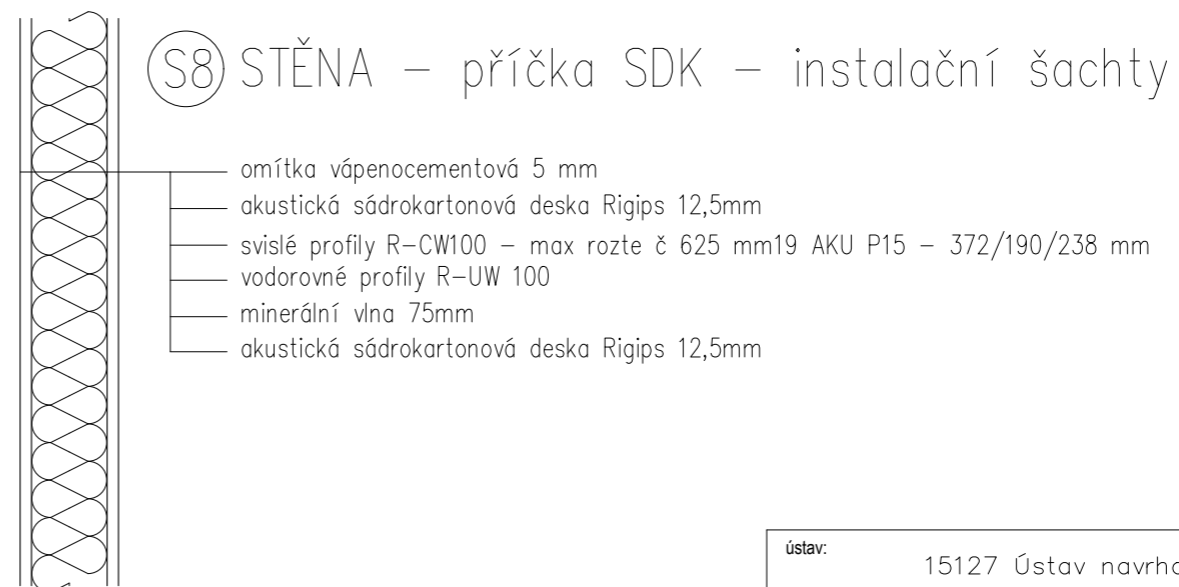 S8 STĚNA – příčka SDK – instalační šachty
omítka vápenocementová 5 mm
akustická sádrokartonová deska Rigips 12,5mm
svislé profily R–CW100 – max rozte č 625 mm19 AKU P15 – 372/190/238 mm
vodorovné profily R–UW 100
minerální vlna 75mm
akustická sádrokartonová deska Rigips 12,5mm
ústav:
15127 Ústav